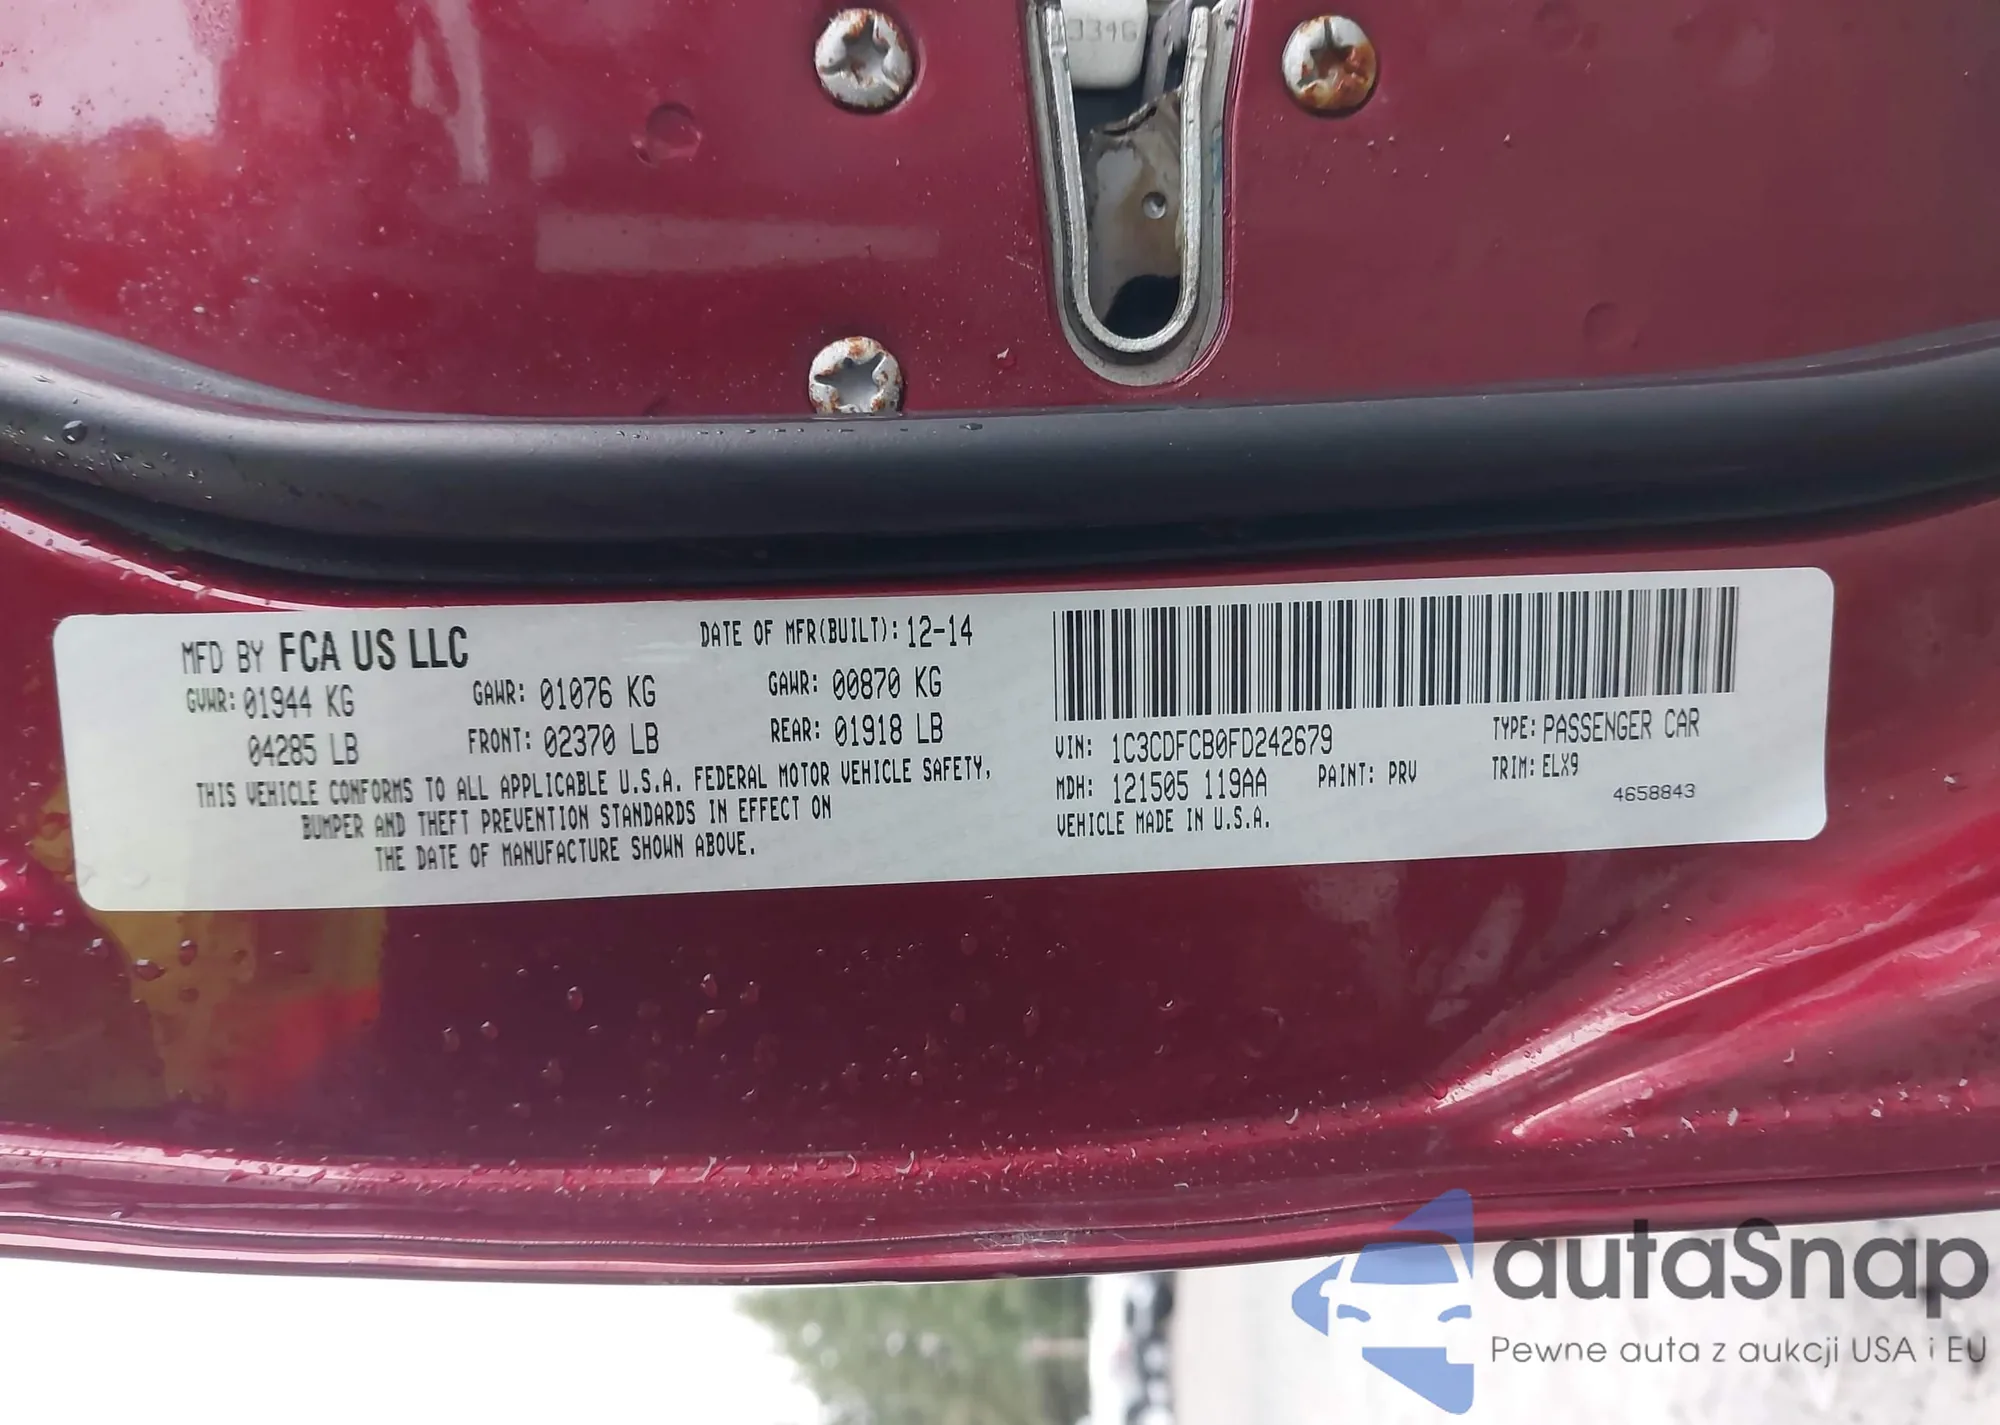 334G
MFD BY FCA US LLC
DATE OF MFR(BUILT): 12-14
GVWR: 01944 KG
04285 LB
GAWR: 01076 KG
FRONT: 02370 LB
GAWR: 00870 KG
REAR: 01918 LB
THIS VEHICLE CONFORMS TO ALL APPLICABLE U.S.A. FEDERAL MOTOR VEHICLE SAFETY,
BUMPER AND THEFT PREVENTION STANDARDS IN EFFECT ON
THE DATE OF MANUFACTURE SHOWN ABOVE.
VIN: 1C3CDFCB0FD242679
TYPE: PASSENGER CAR
MDH: 121505 119AA
PAINT: PRV
TRIM: ELX9
VEHICLE MADE IN U.S.A.
4658843
autaSnap
Pewne auta z aukcji USA i EU